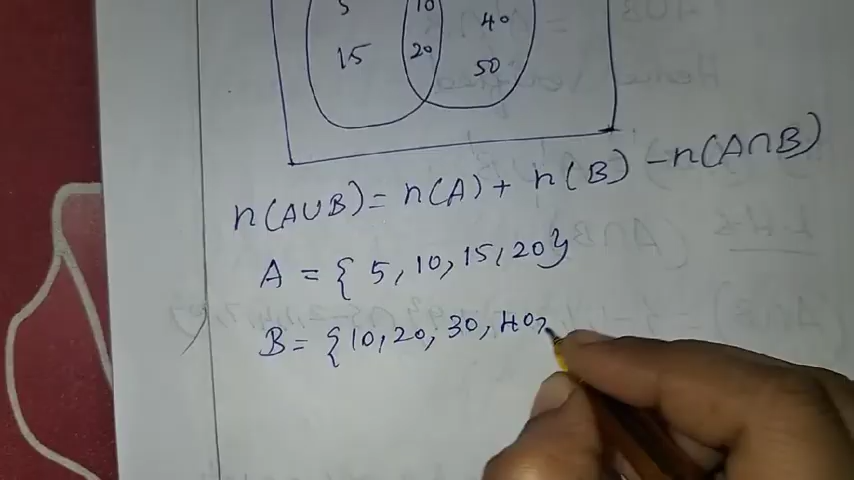 5 10 40
15 20 50
n(A∪B)= n(A) + n(B) -n(A∩B)
A = { 5, 10, 15, 20}
B = {10, 20, 30, 40,